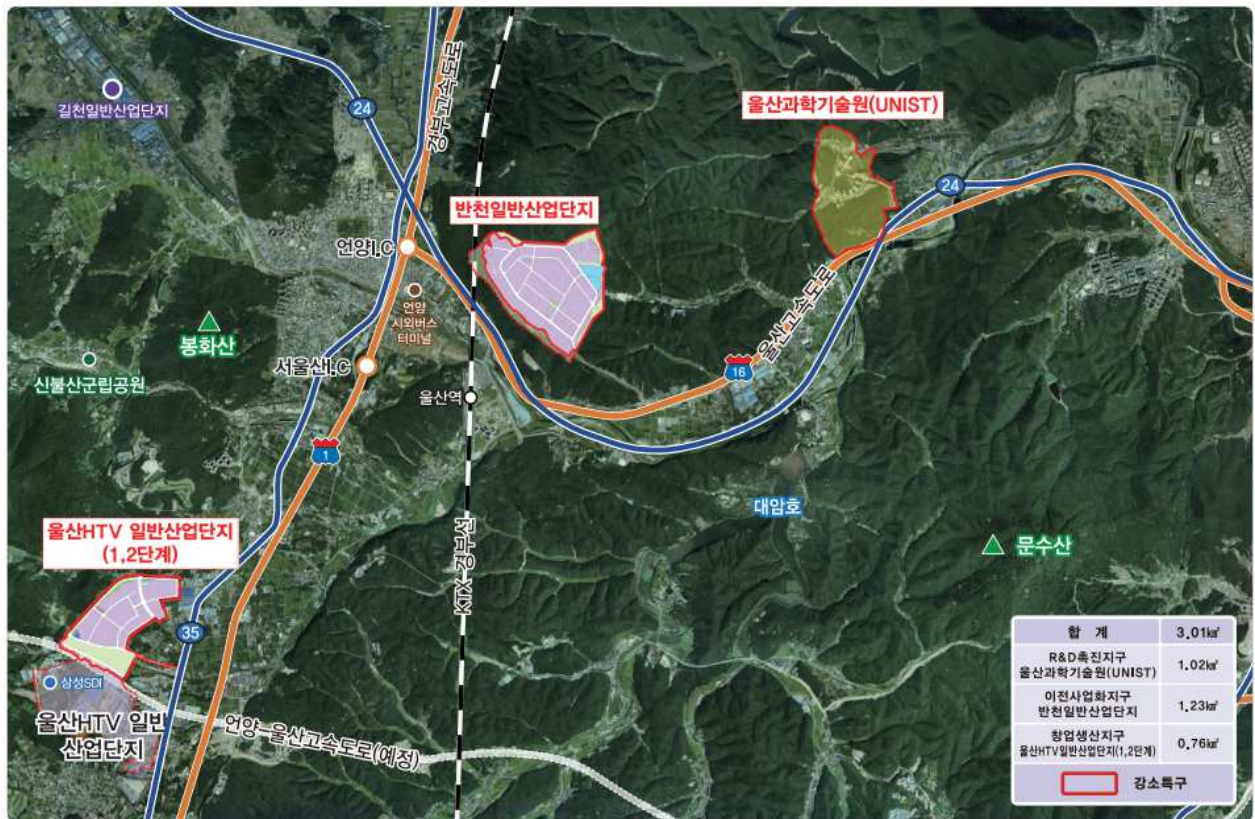 길천일반산업단지
24
경부고속도로
울산과학기술원(UNIST)
24
반천일반산업단지
언양I.C
언양
시외버스
터미널
봉화산
서울산I.C
신불산군립공원
울산역
울산고속도로
16
1
대암호
울산HTV 일반산업단지
(1,2단계)
문수산
KTX 경부선
35
삼성SDI
울산HTV 일반
산업단지
언양-울산고속도로(예정)
합 계 3.01㎢
R&D촉진지구
울산과학기술원(UNIST) 1.02㎢
이전사업화지구
반천일반산업단지 1.23㎢
창업생산지구
울산HTV일반산업단지(1,2단계) 0.76㎢
강소특구